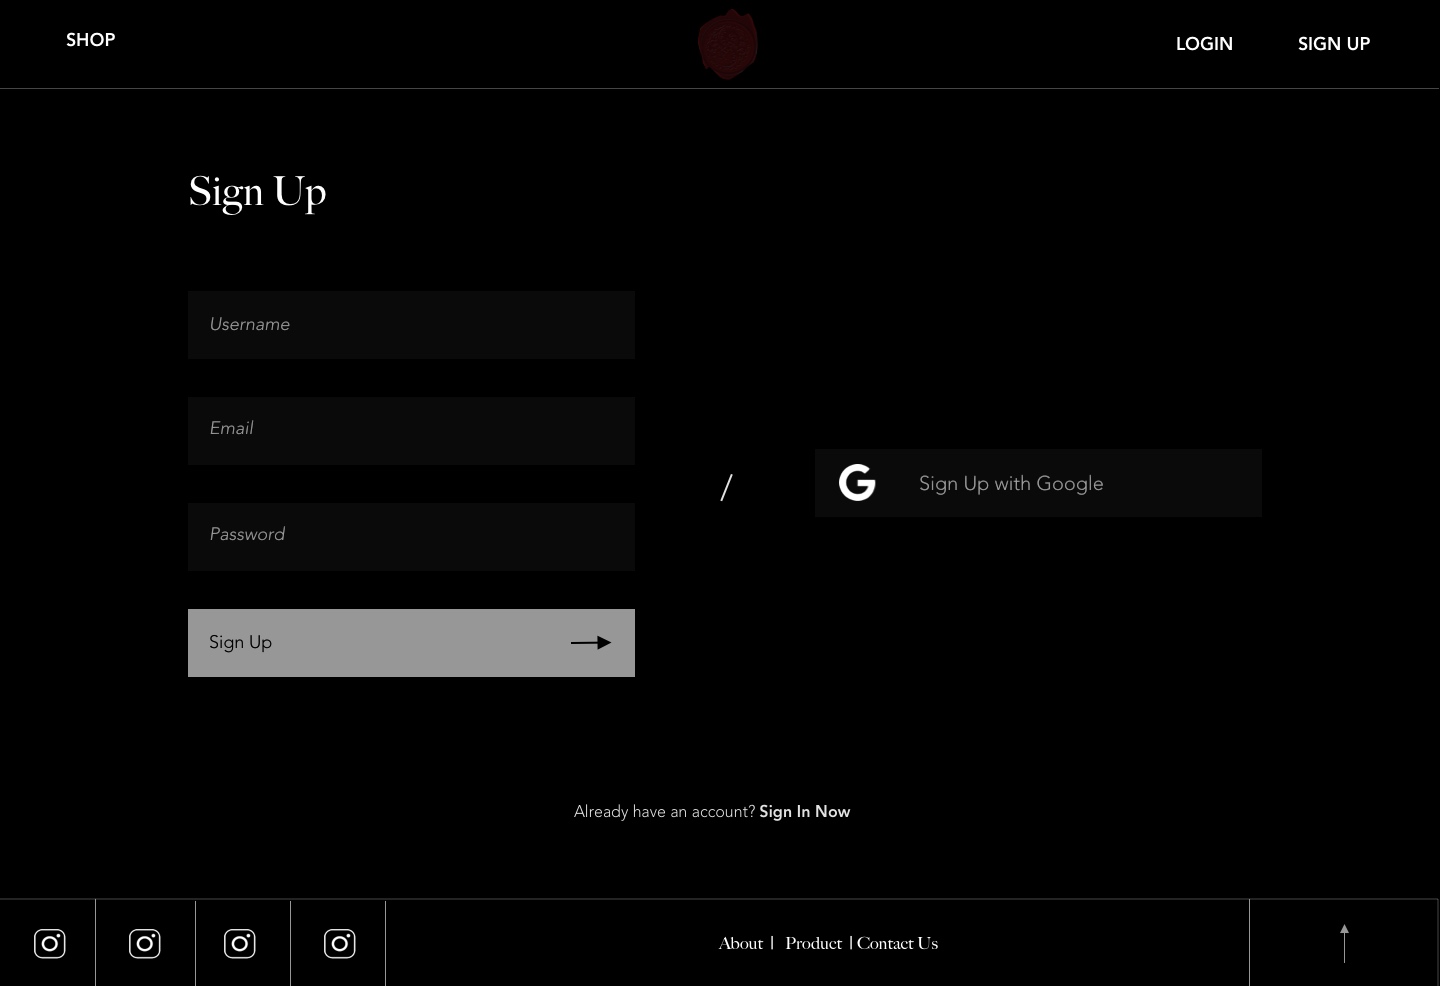 SHOP
LOGIN
SIGN UP
Sign Up
Username
Email
Password
/
G Sign Up with Google
Sign Up
Already have an account? Sign In Now
About | Product | Contact Us